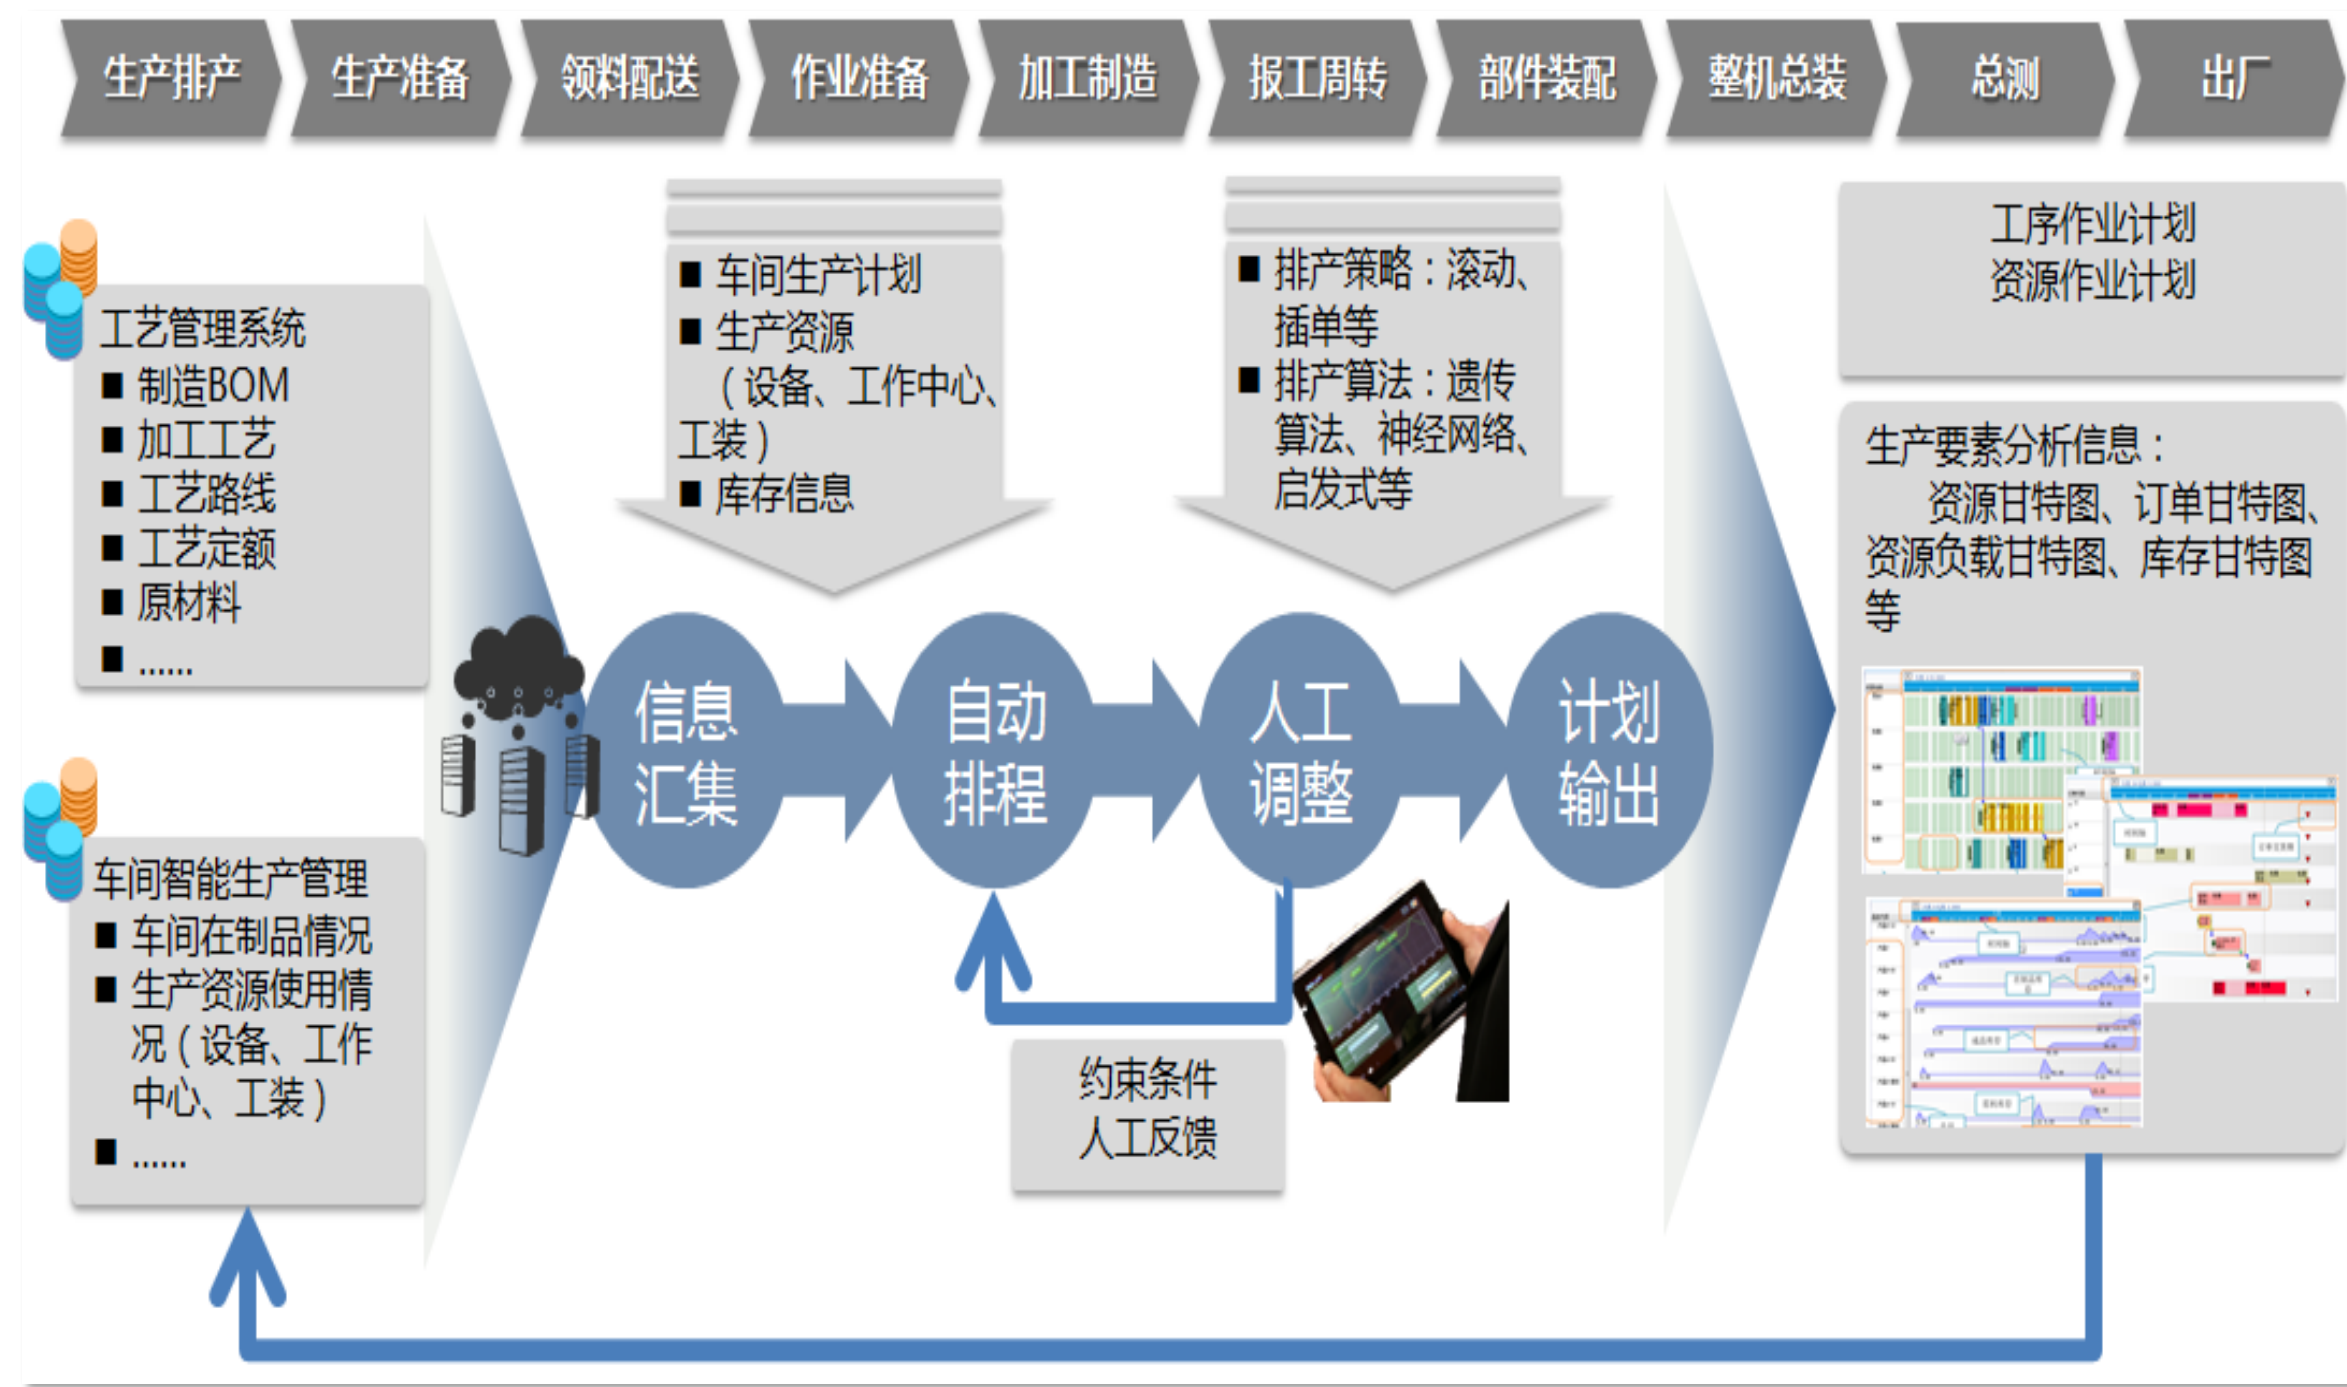 生产排产
生产准备
领料配送
作业准备
加工制造
报工周转
部件装配
整机总装
总测
出厂
工艺管理系统
■ 制造BOM
■ 加工工艺
■ 工艺路线
■ 工艺定额
■ 原材料
■ ......
车间智能生产管理
■ 车间在制品情况
■ 生产资源使用情
况（设备、工作
中心、工装）
■ ......
■ 车间生产计划
■ 生产资源
（设备、工作中心、
工装）
■ 库存信息
■ 排产策略：滚动、
插单等
■ 排产算法：遗传
算法、神经网络、
启发式等
信息
汇集
自动
排程
人工
调整
计划
输出
约束条件
人工反馈
工序作业计划
资源作业计划
生产要素分析信息：
资源甘特图、订单甘特图、
资源负载甘特图、库存甘特图
等